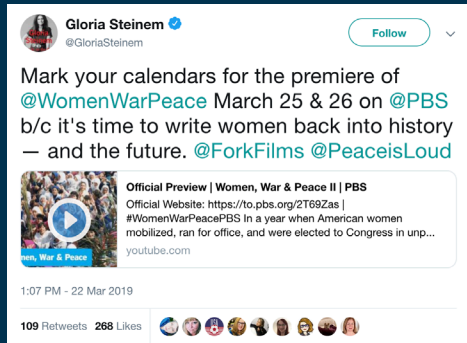 Gloria Steinem
@GloriaSteinem
Follow
Mark your calendars for the premiere of
@WomenWarPeace March 25 & 26 on @PBS
b/c it's time to write women back into history
— and the future. @ForkFilms @PeaceisLoud
Official Preview | Women, War & Peace II | PBS
Official Website: https://to.pbs.org/2T69Zas |
#WomenWarPeacePBS In a year when American women
mobilized, ran for office, and were elected to Congress in unp...
youtube.com
men, War & Peace
1:07 PM - 22 Mar 2019
109 Retweets 268 Likes